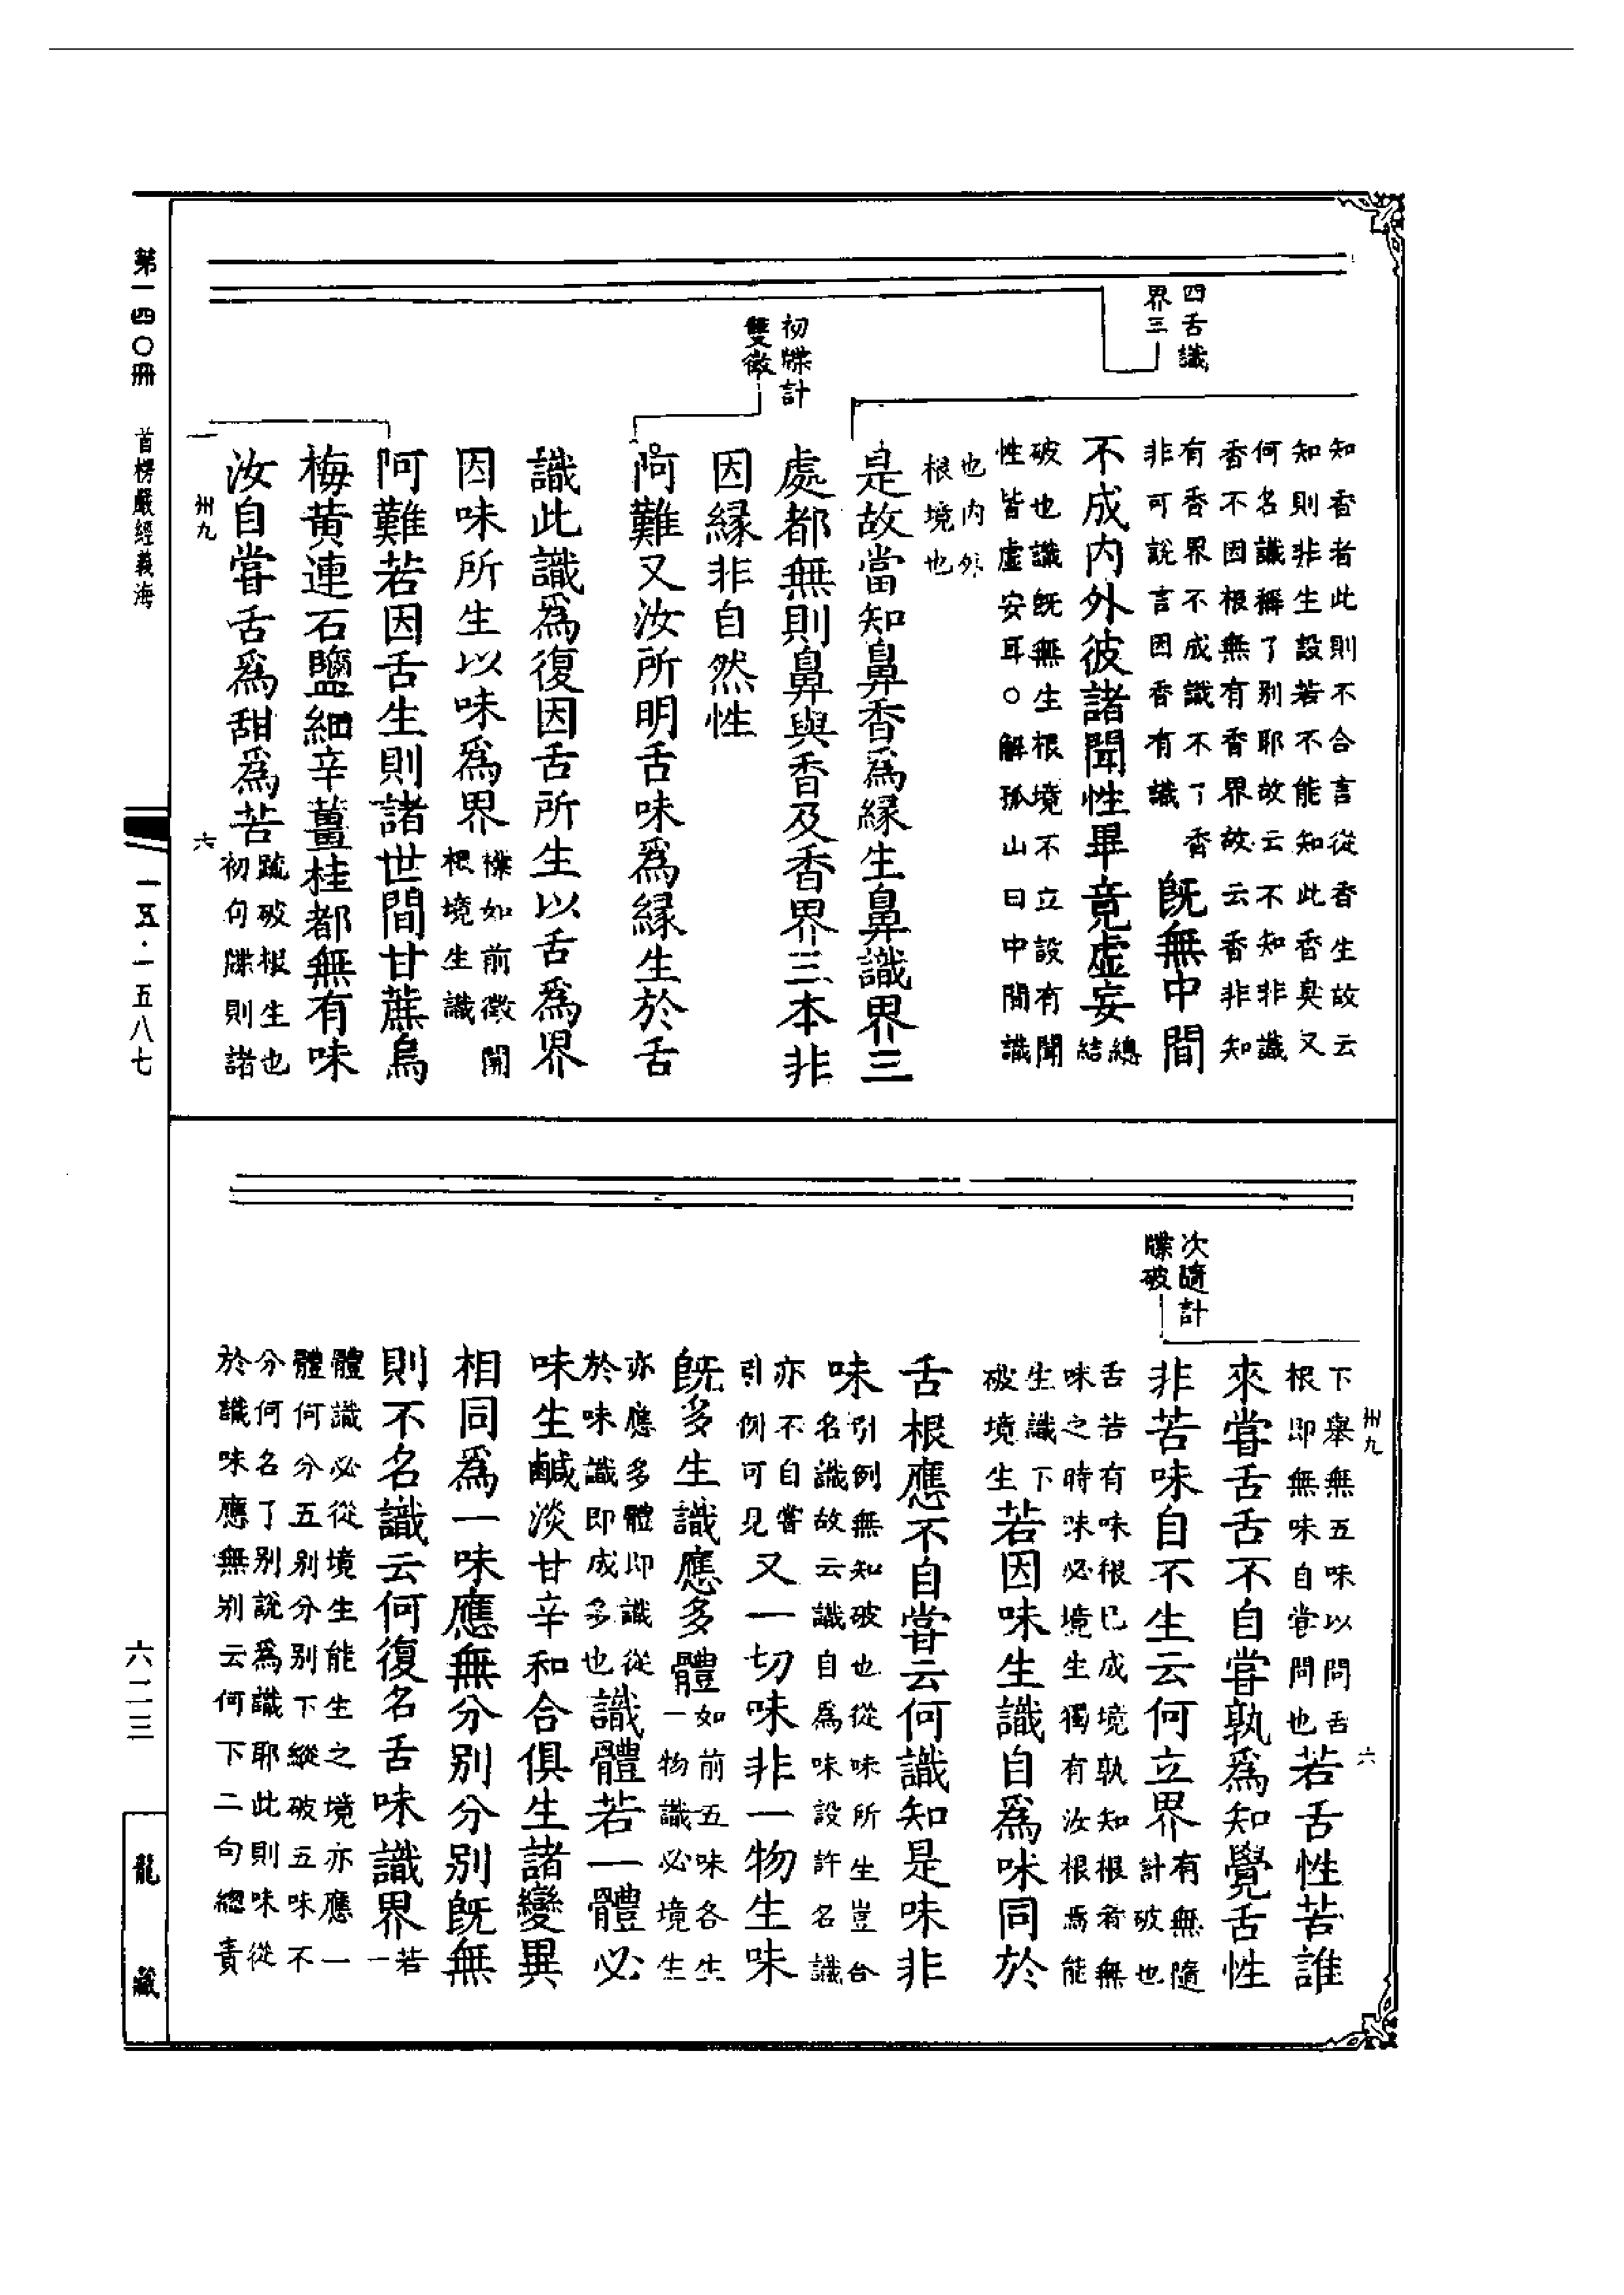 四舌識
界三
知香者此則不合言從香生故云
知則非生設若不能知此香臭又
何名識稱了別耶故云不知非識
香不因根無有香界故云香非知
有香界不成識不了香
非可說言因香有識
既無中間
不成內外彼諸聞性畢竟虛妄
總
結
破也識既無生根境不立設有聞
性皆虛妄耳○解孤山曰中間識
也內外
根境也
是故當知鼻香為緣生鼻識界三
處都無則鼻與香及香界三本非
因緣非自然性
初牒計
雙徵
阿難又汝所明舌味為緣生於舌
識此識為復因舌所生以舌為界
因味所生以味為界
牒如前徵開
根境生識
阿難若因舌生則諸世間甘蔗烏
梅黃連石鹽細辛薑桂都無有味
汝自嘗舌為甜為苦
䟽破根生也
初句牒則諸
卅九
六
次隨計
牒破
卅九
六
下舉無五味以問舌
根即無味自嘗問也
若舌性苦誰
來嘗舌舌不自嘗孰為知覺舌性
非苦味自不生云何立界
有無隨
計破也
舌若有味根已成境孰知根者無
味之時味必境生獨有汝根焉能
生識下
破境生
若因味生識自為味同於
舌根應不自嘗云何識知是味非
味
引例無知破也從味所生豈合
名識故云識自為味設許名識
亦不自嘗
引例可見
又一切味非一物生味
既多生識應多體
如前五味各生
一物識必境生
亦應多體即識從
於味識即成多也
識體若一體必
味生鹹淡甘辛和合俱生諸變異
相同為一味應無分別分別既無
則不名識云何復名舌味識界
若
一
體識必從境生能生之境亦應一
體何分五別分別下縱破五味不
分何名了別說為識耶此則味從
於識味應無別云何下二句總責
第一四〇冊 首楞嚴經義海
一五·一五八七
六二三
龍藏